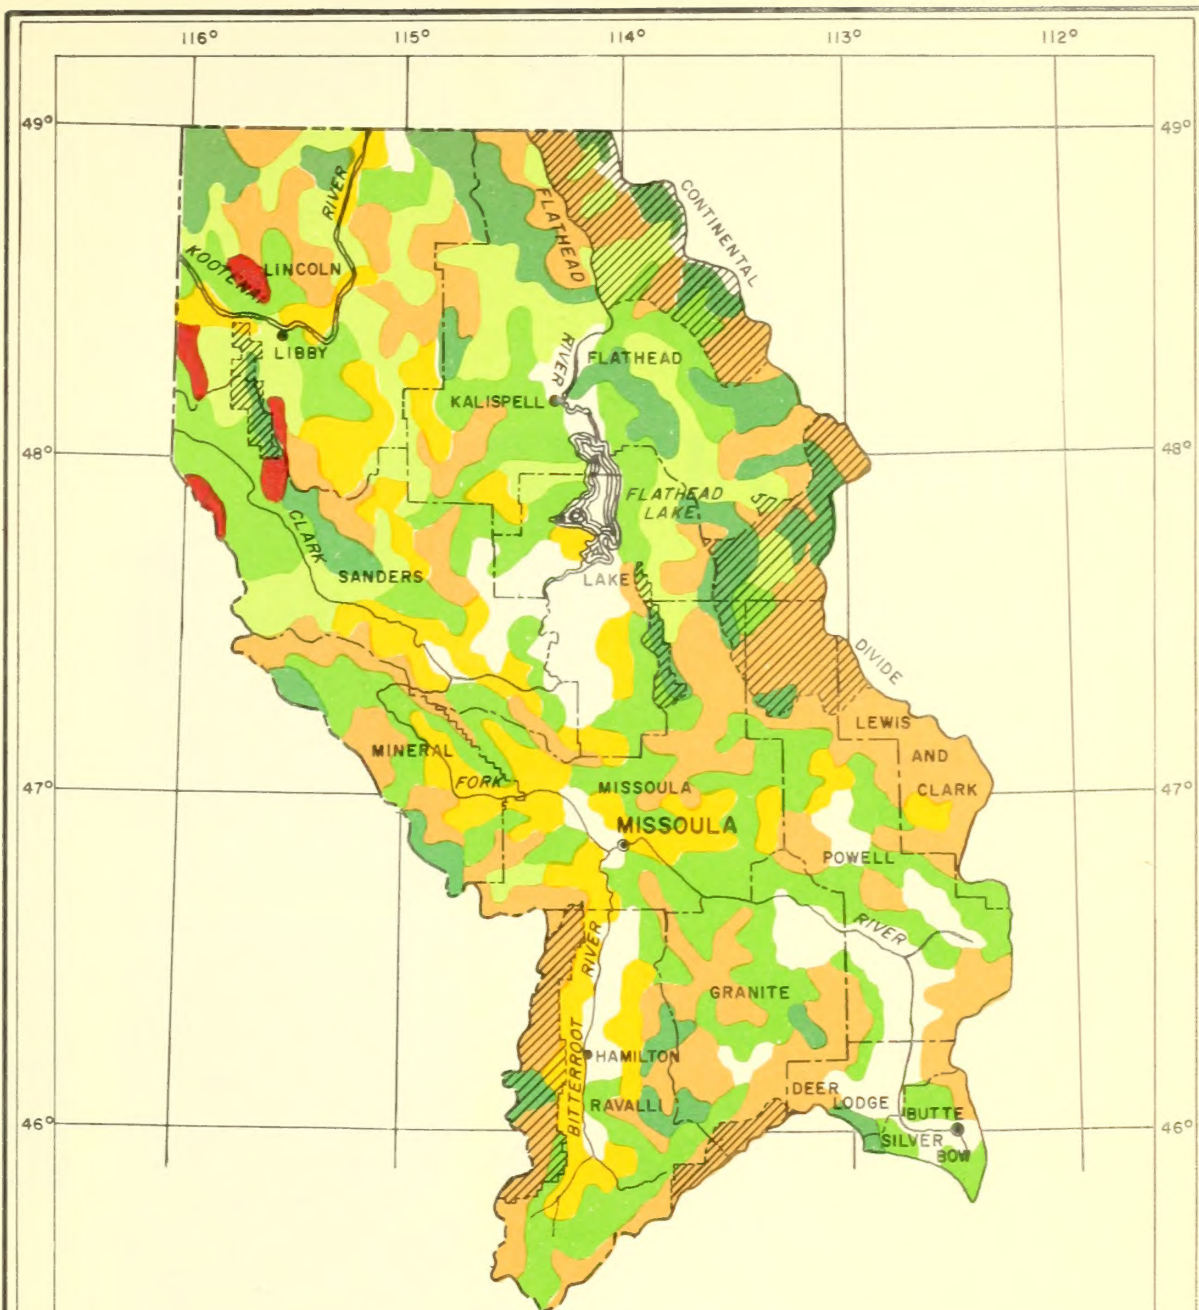 116° 115° 114° 113° 112°
49° 49°
CONTINENTAL
RIVER
FLATHEAD
KOOTENAI
LINCOLN
LIBBY
RIVER
FLATHEAD
KALISPELL
48° 48°
FLATHEAD
LAKE
CLARK
SANDERS
LAKE
DIVIDE
LEWIS
AND
CLARK
MINERAL
FORK
MISSOULA
47° 47°
MISSOULA
POWELL
RIVER
RIVER
GRANITE
BITTERROOT
HAMILTON
RAVALLI
DEER
LODGE
BUTTE
46° 46°
SILVER
BOW